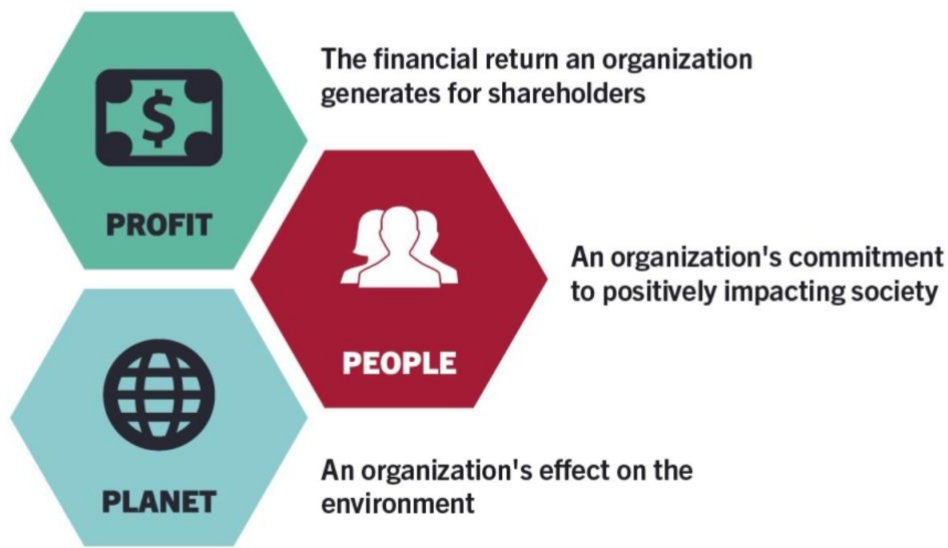 The financial return an organization
generates for shareholders
$
PROFIT
An organization's commitment
to positively impacting society
PEOPLE
An organization's effect on the
environment
PLANET